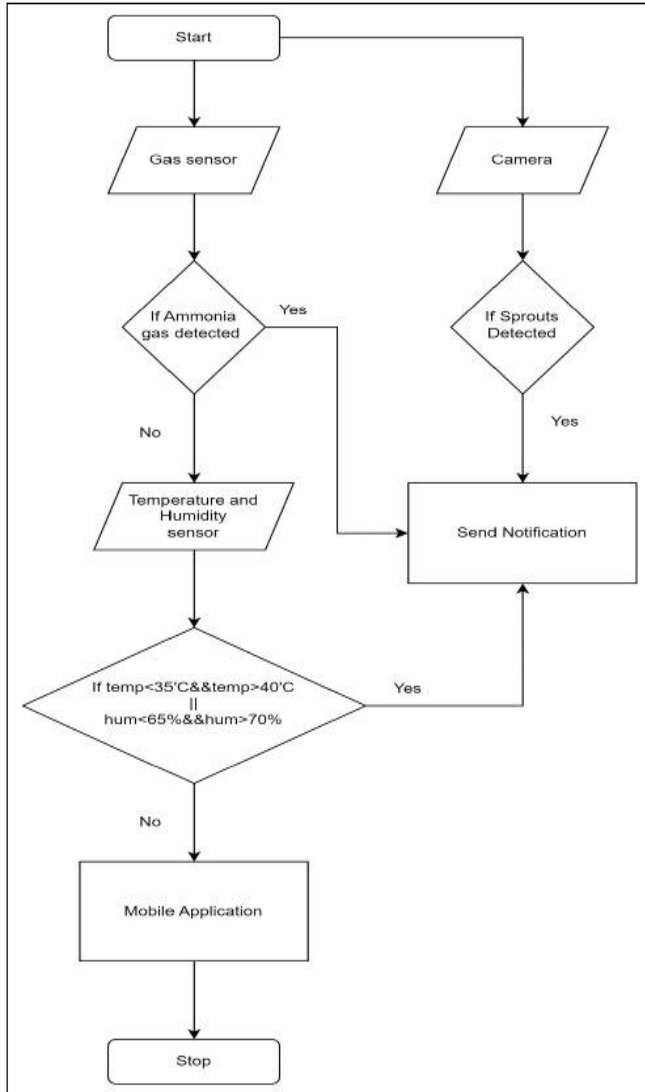 Start
Gas sensor
Camera
If Ammonia
gas detected
Yes
If Sprouts
Detected
No
Yes
Temperature and
Humidity
sensor
Send Notification
If temp<35'C&&temp>40'C
||
hum<65%&&hum>70%
Yes
No
Mobile Application
Stop